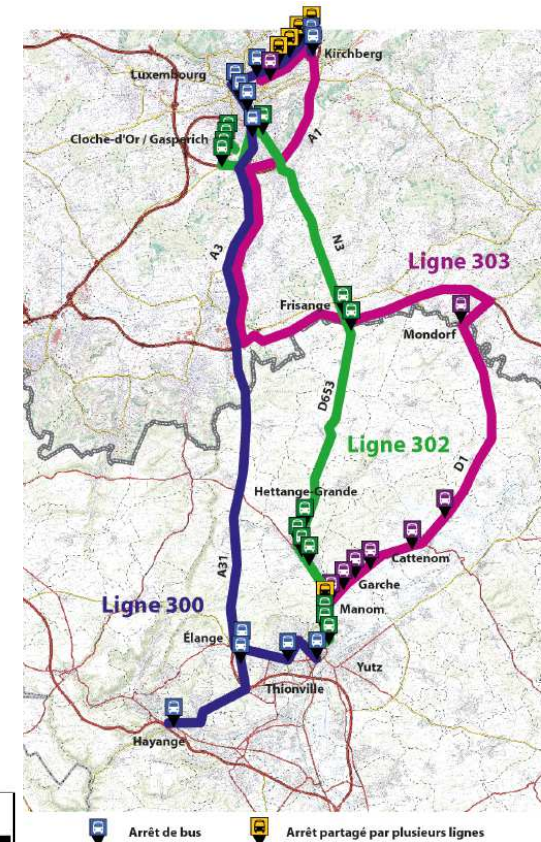 Kirchberg
Luxembourg
Cloche-d'Or / Gasperich
A1
A3
N3
Ligne 303
Frisange
Mondorf
D653
Ligne 302
D1
Hettange-Grande
Cattenom
A31
Garche
Ligne 300
Manom
Élange
Yutz
Thionville
Hayange
Arrêt de bus
Arrêt partagé par plusieurs lignes